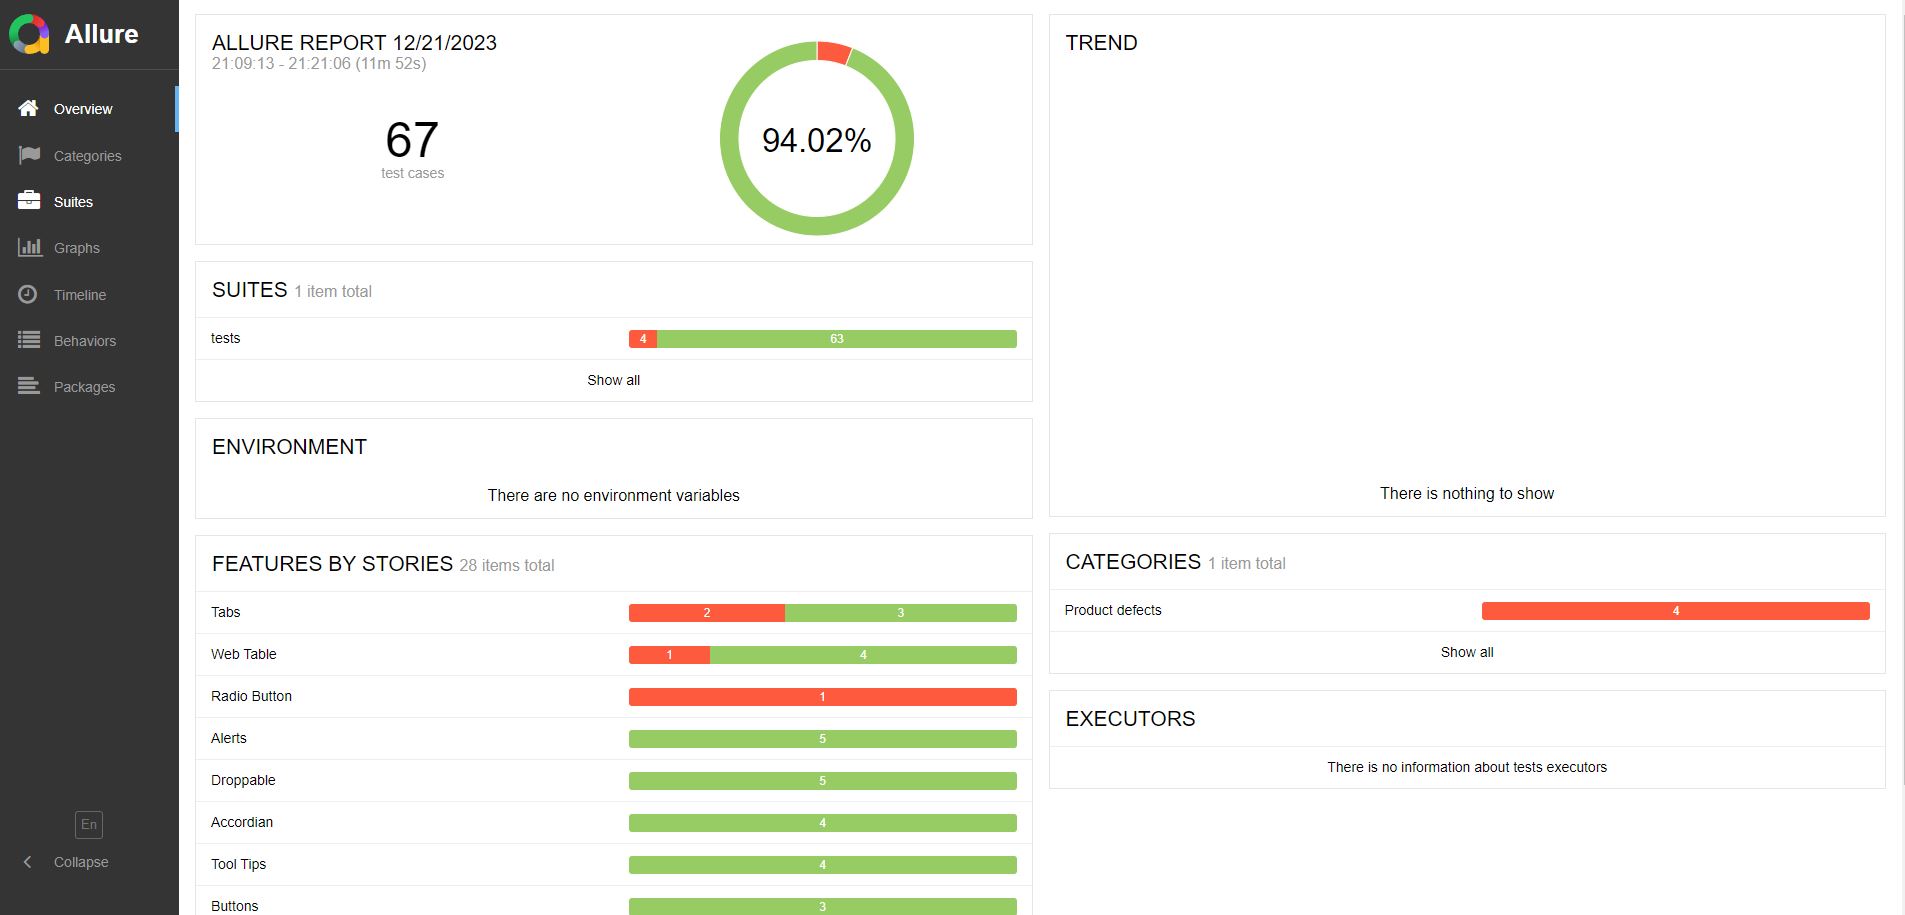 Allure
Overview
Categories
Suites
Graphs
Timeline
Behaviors
Packages
En
Collapse
ALLURE REPORT 12/21/2023
21:09:13 - 21:21:06 (11m 52s)
67
test cases
94.02%
SUITES 1 item total
tests 4 63
Show all
ENVIRONMENT
There are no environment variables
FEATURES BY STORIES 28 items total
Tabs 2 3
Web Table 1 4
Radio Button 1
Alerts 5
Droppable 5
Accordian 4
Tool Tips 4
Buttons 3
TREND
There is nothing to show
CATEGORIES 1 item total
Product defects 4
Show all
EXECUTORS
There is no information about tests executors